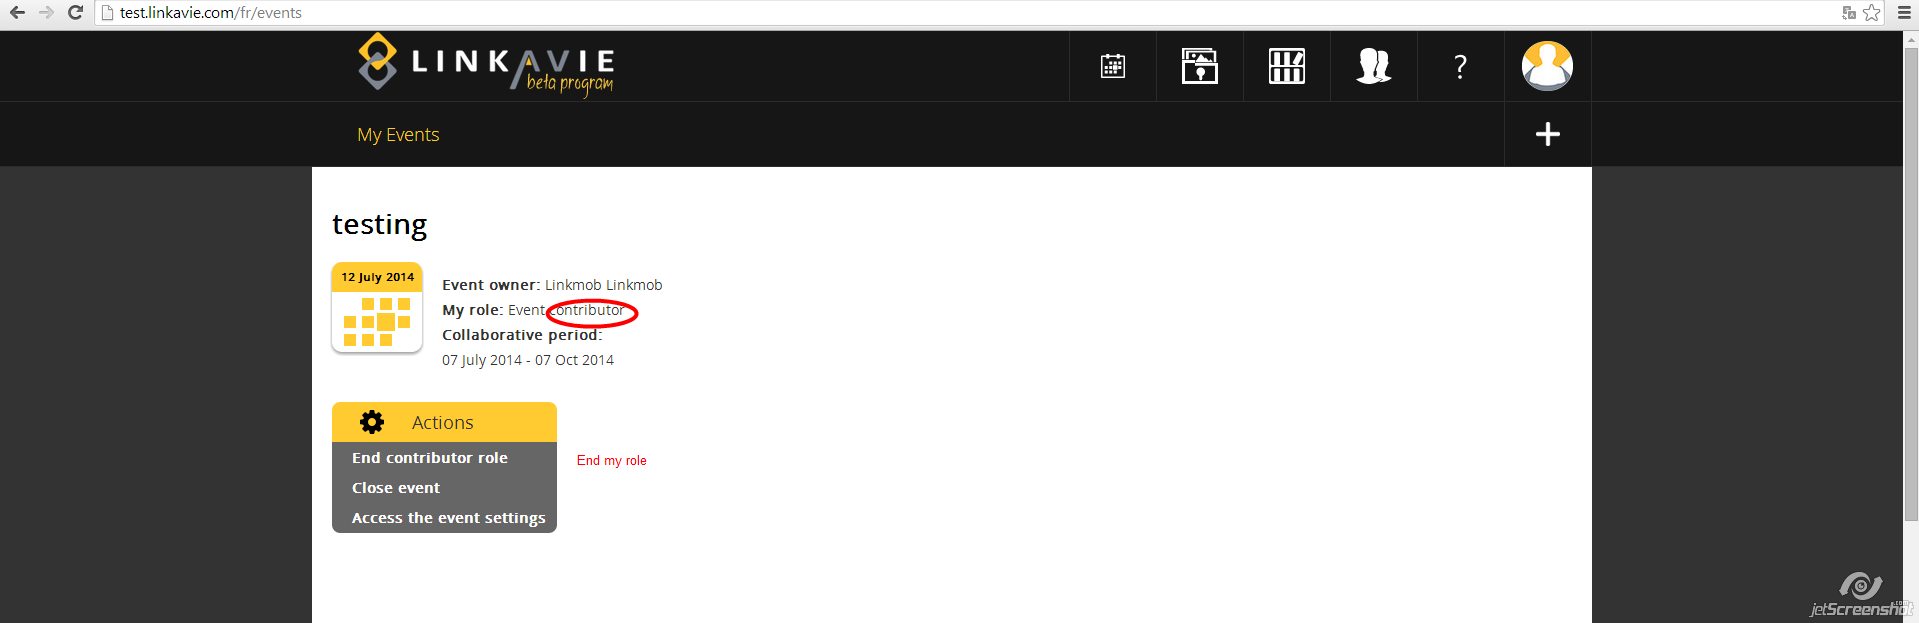 test.linkavie.com/fr/events
LINKAVIE
beta program
?
My Events
testing
12 July 2014
Event owner: Linkmob Linkmob
My role: Event contributor
Collaborative period:
07 July 2014 - 07 Oct 2014
Actions
End contributor role
End my role
Close event
Access the event settings
jetScreenshot.com